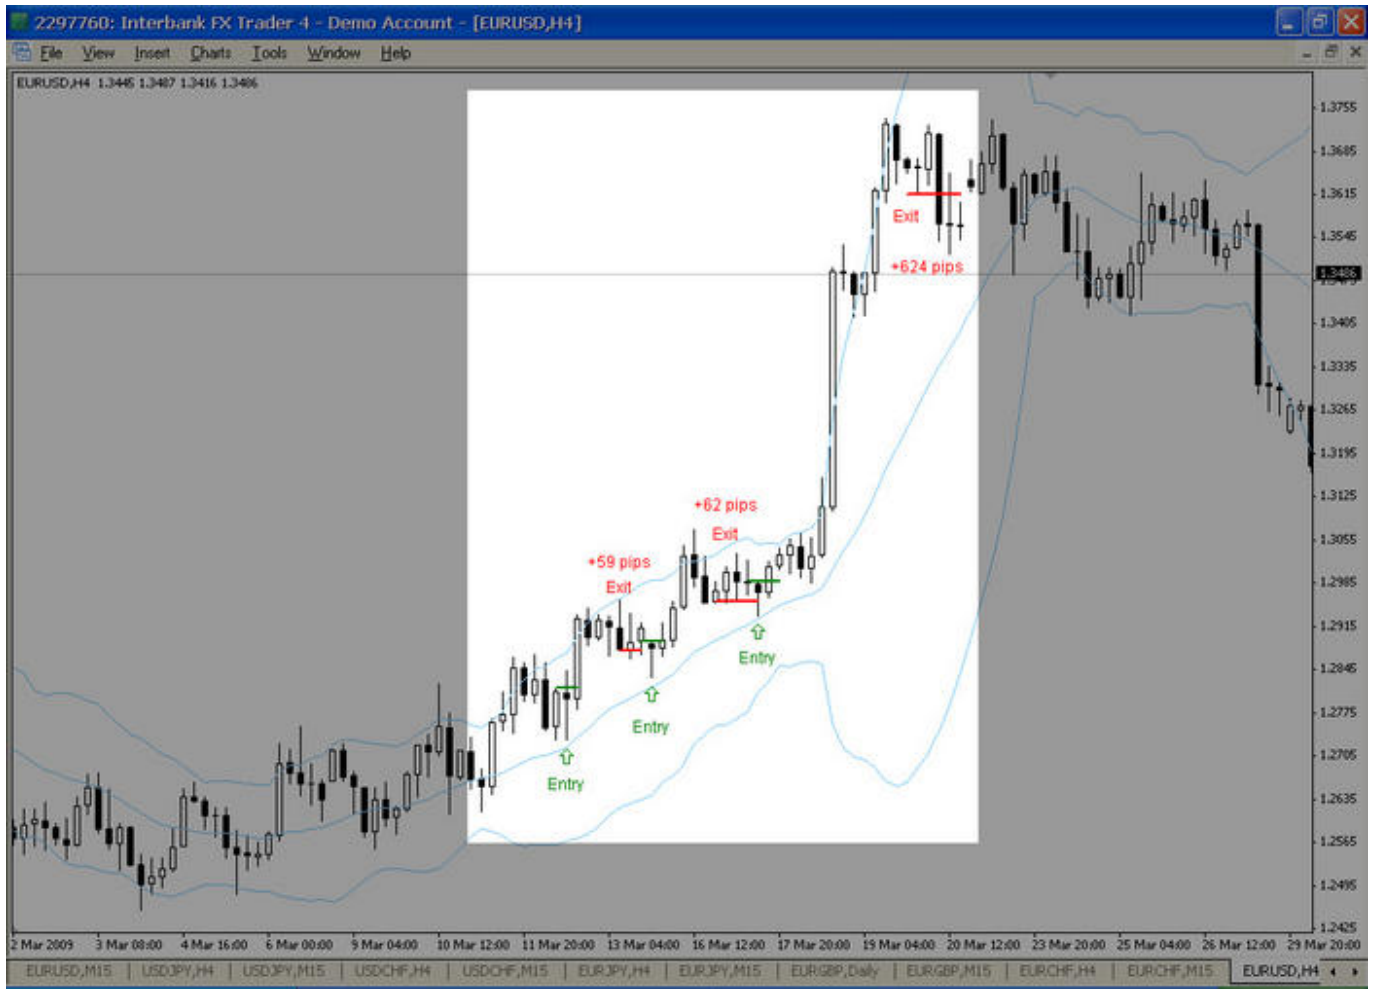 2297760: Interbank FX Trader 4 - Demo Account - [EURUSD,H4]
File View Insert Charts Tools Window Help
EURUSD,H4 1.3445 1.3487 1.3416 1.3486
1.3755
1.3685
1.3615
Exit
1.3545
+624 pips
1.3486
1.3475
1.3405
1.3335
1.3265
1.3195
1.3125
+62 pips
Exit
1.3055
+59 pips
Exit
1.2985
1.2915
Entry
1.2845
Entry
1.2775
1.2705
Entry
1.2635
1.2565
1.2495
1.2425
2 Mar 2009 3 Mar 08:00 4 Mar 16:00 6 Mar 00:00 9 Mar 04:00 10 Mar 12:00 11 Mar 20:00 13 Mar 04:00 16 Mar 12:00 17 Mar 20:00 19 Mar 04:00 20 Mar 12:00 23 Mar 20:00 25 Mar 04:00 26 Mar 12:00 29 Mar 20:00
EURUSD,M15 | USDJPY,H4 | USDJPY,M15 | USDCHF,H4 | USDCHF,M15 | EURJPY,H4 | EURJPY,M15 | EURGBP,Daily | EURGBP,M15 | EURCHF,H4 | EURCHF,M15 | EURUSD,H4